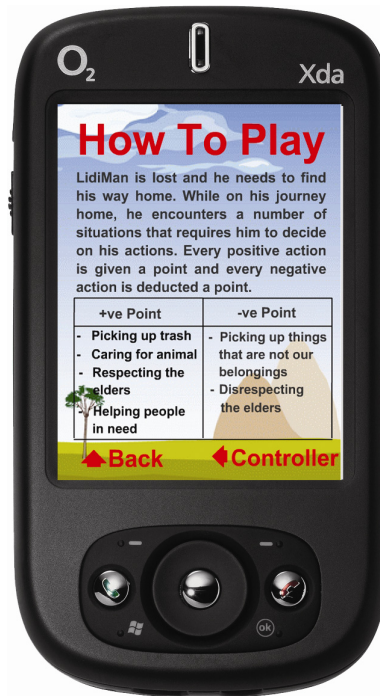 O2
Xda
How To Play
LidiMan is lost and he needs to find
his way home. While on his journey
home, he encounters a number of
situations that requires him to decide
on his actions. Every positive action
is given a point and every negative
action is deducted a point.
+ve Point
-ve Point
- Picking up trash
- Caring for animal
- Respecting the
elders
- Helping people
in need
- Picking up things
that are not our
belongings
- Disrespecting
the elders
Back
Controller
ok